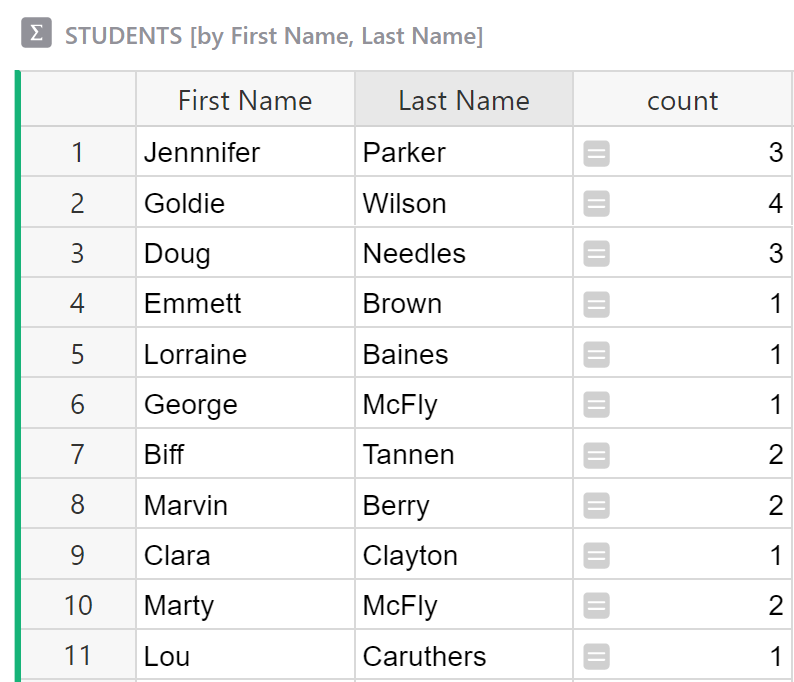 Σ STUDENTS [by First Name, Last Name]
First Name Last Name count
1 Jennnifer Parker = 3
2 Goldie Wilson = 4
3 Doug Needles = 3
4 Emmett Brown = 1
5 Lorraine Baines = 1
6 George McFly = 1
7 Biff Tannen = 2
8 Marvin Berry = 2
9 Clara Clayton = 1
10 Marty McFly = 2
11 Lou Caruthers = 1